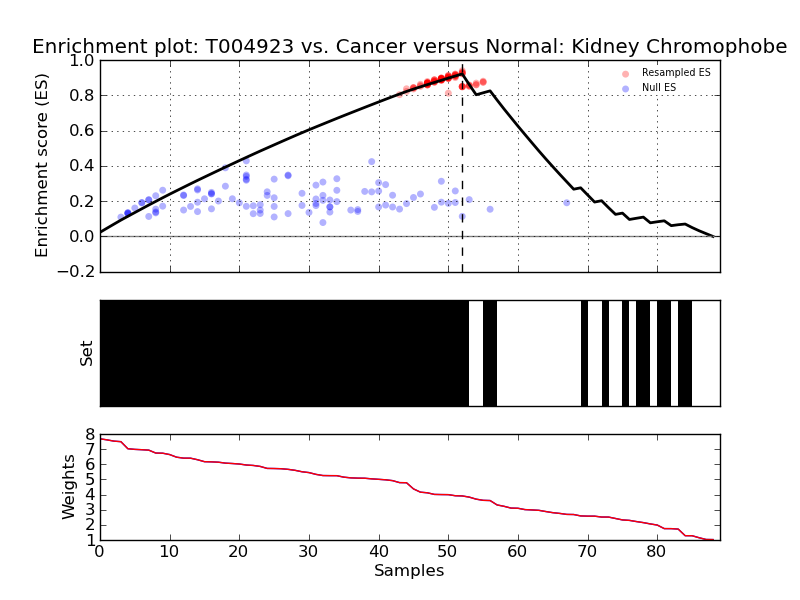 Enrichment plot: T004923 vs. Cancer versus Normal: Kidney Chromophobe
1.0
0.8
0.6
0.4
0.2
0.0
−0.2
Enrichment score (ES)
Resampled ES
Null ES
Set
8
7
6
5
4
3
2
1
Weights
0 10 20 30 40 50 60 70 80
Samples